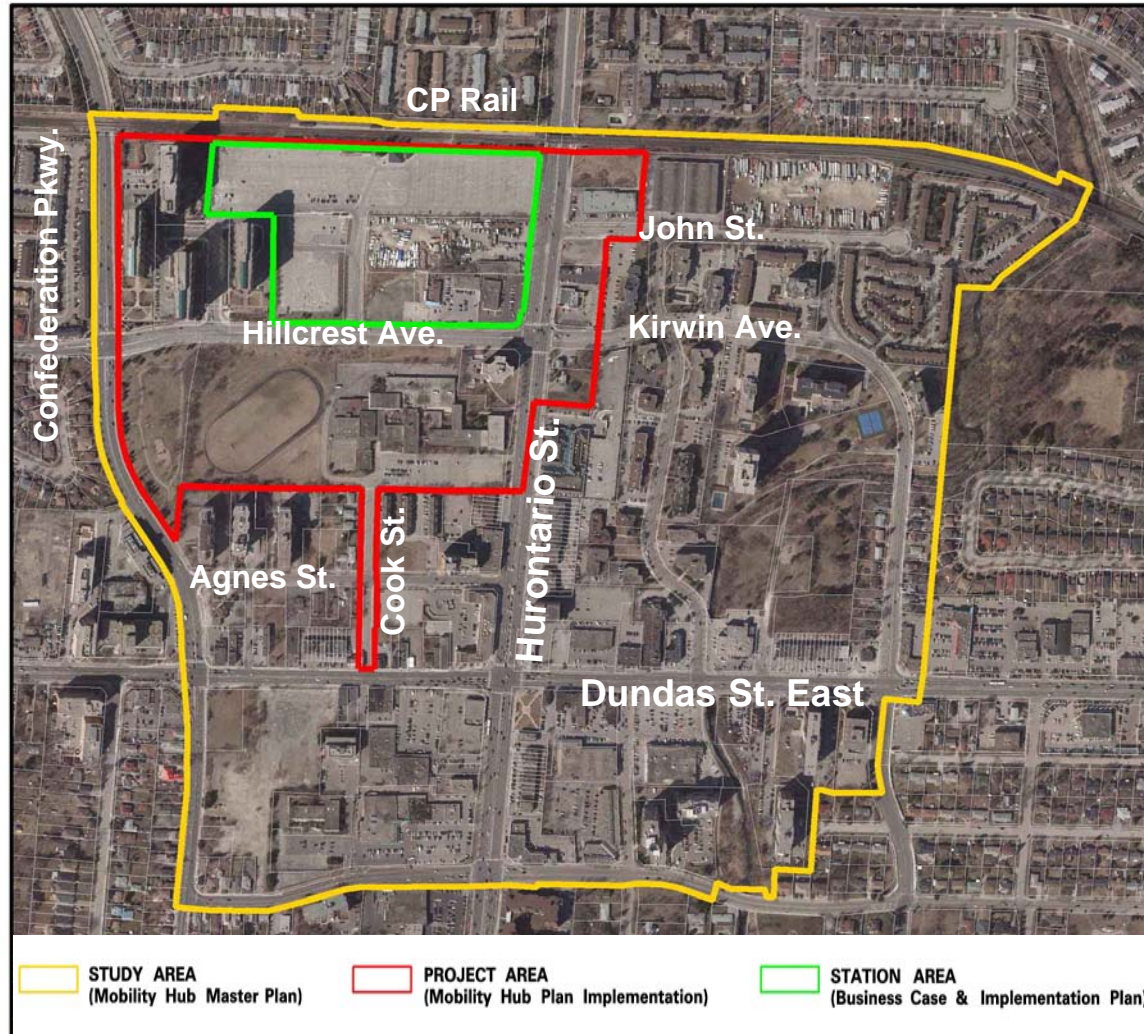 CP Rail
Confederation Pkwy.
John St.
Hillcrest Ave.
Kirwin Ave.
Hurontario St.
Cook St.
Agnes St.
Dundas St. East
STUDY AREA
(Mobility Hub Master Plan)
PROJECT AREA
(Mobility Hub Plan Implementation)
STATION AREA
(Business Case & Implementation Plan)